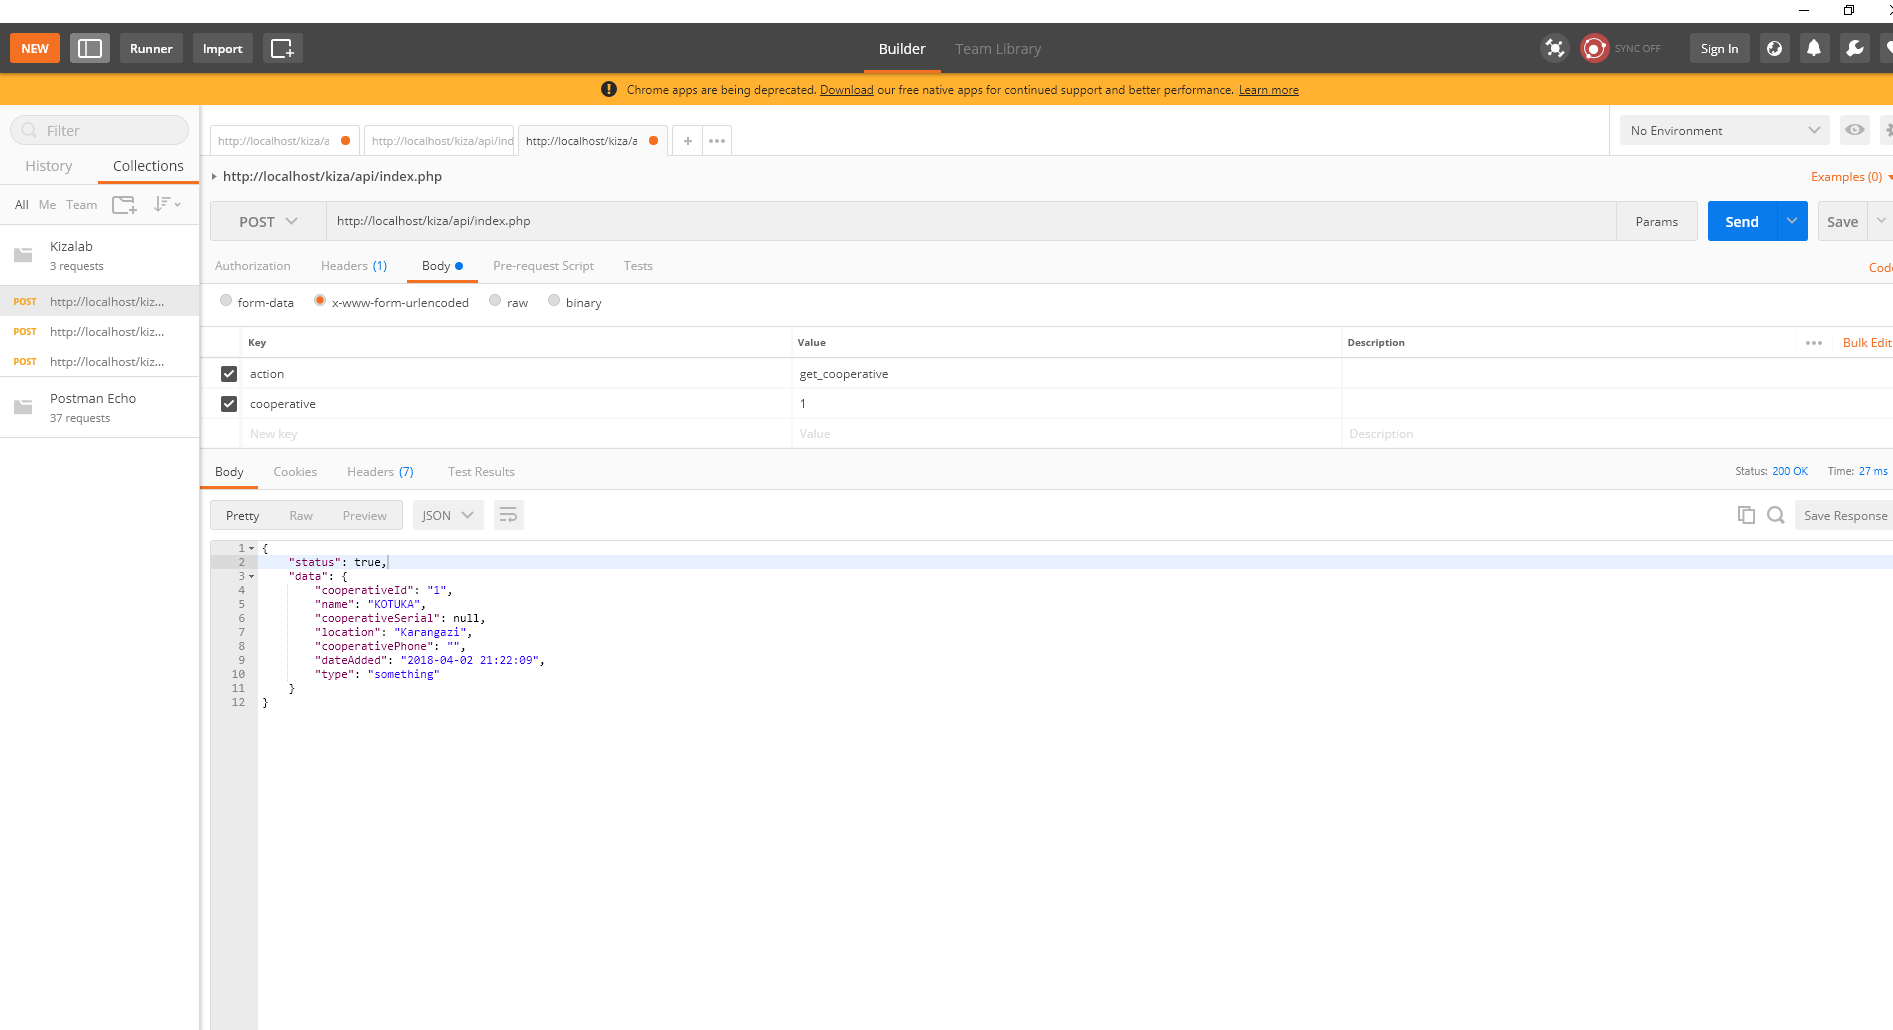 NEW Runner Import Builder Team Library SYNC OFF Sign In
! Chrome apps are being deprecated. Download our free native apps for continued support and better performance. Learn more
Filter
History Collections
All Me Team
Kizalab
3 requests
POST http://localhost/kiz...
POST http://localhost/kiz...
POST http://localhost/kiz...
Postman Echo
37 requests
http://localhost/kiza/a http://localhost/kiza/api/ind http://localhost/kiza/a + ••• No Environment
http://localhost/kiza/api/index.php Examples (0)
POST http://localhost/kiza/api/index.php Params Send Save
Authorization Headers (1) Body Pre-request Script Tests Code
form-data x-www-form-urlencoded raw binary
Key Value Description ••• Bulk Edit
action get_cooperative
cooperative 1
New key Value Description
Body Cookies Headers (7) Test Results Status: 200 OK Time: 27 ms
Pretty Raw Preview JSON Save Response
1 {
2 "status": true,
3 "data": {
4 "cooperativeId": "1",
5 "name": "KOTUKA",
6 "cooperativeSerial": null,
7 "location": "Karangazi",
8 "cooperativePhone": "",
9 "dateAdded": "2018-04-02 21:22:09",
10 "type": "something"
11 }
12 }